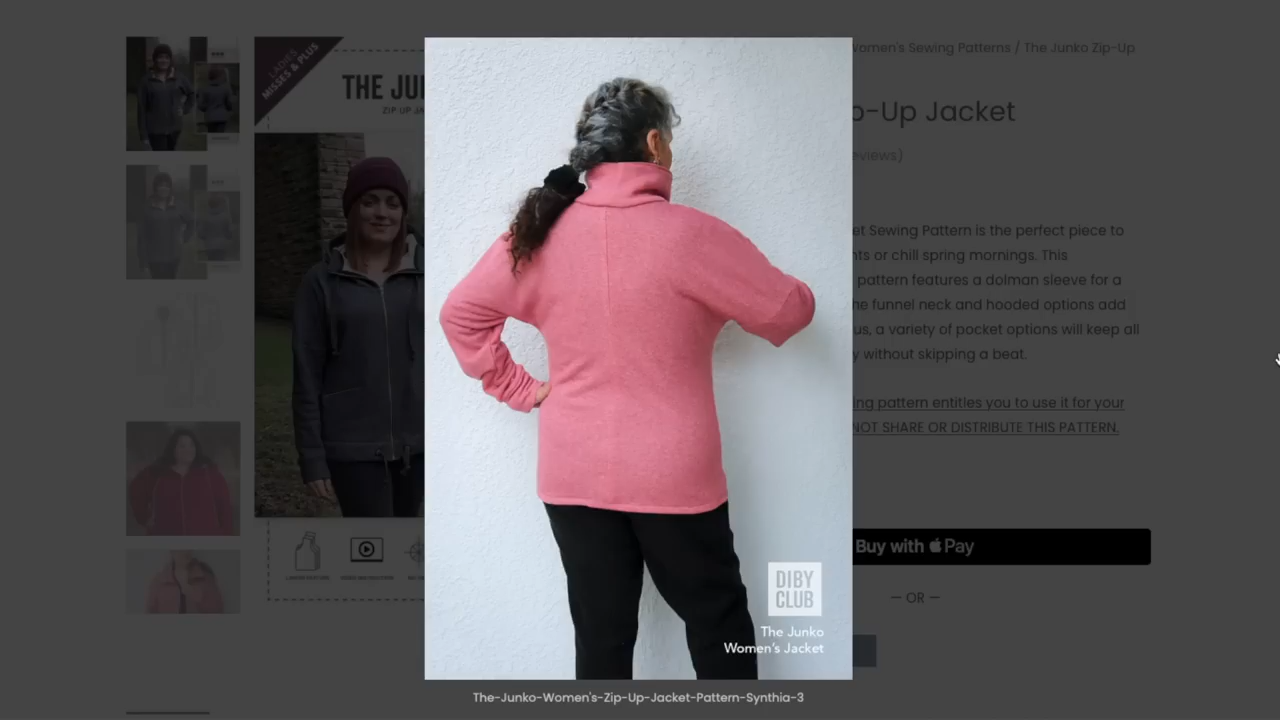 LADIES
MISSES & PLUS
THE JU
ZIP UP JA
omen's Sewing Patterns / The Junko Zip-Up
o-Up Jacket
eviews)
et Sewing Pattern is the perfect piece to
hts or chill spring mornings. This
pattern features a dolman sleeve for a
he funnel neck and hooded options add
us, a variety of pocket options will keep all
y without skipping a beat.
ing pattern entitles you to use it for your
NOT SHARE OR DISTRIBUTE THIS PATTERN.
Buy with Pay
— OR —
DIBY
CLUB
The Junko
Women's Jacket
The-Junko-Women's-Zip-Up-Jacket-Pattern-Synthia-3